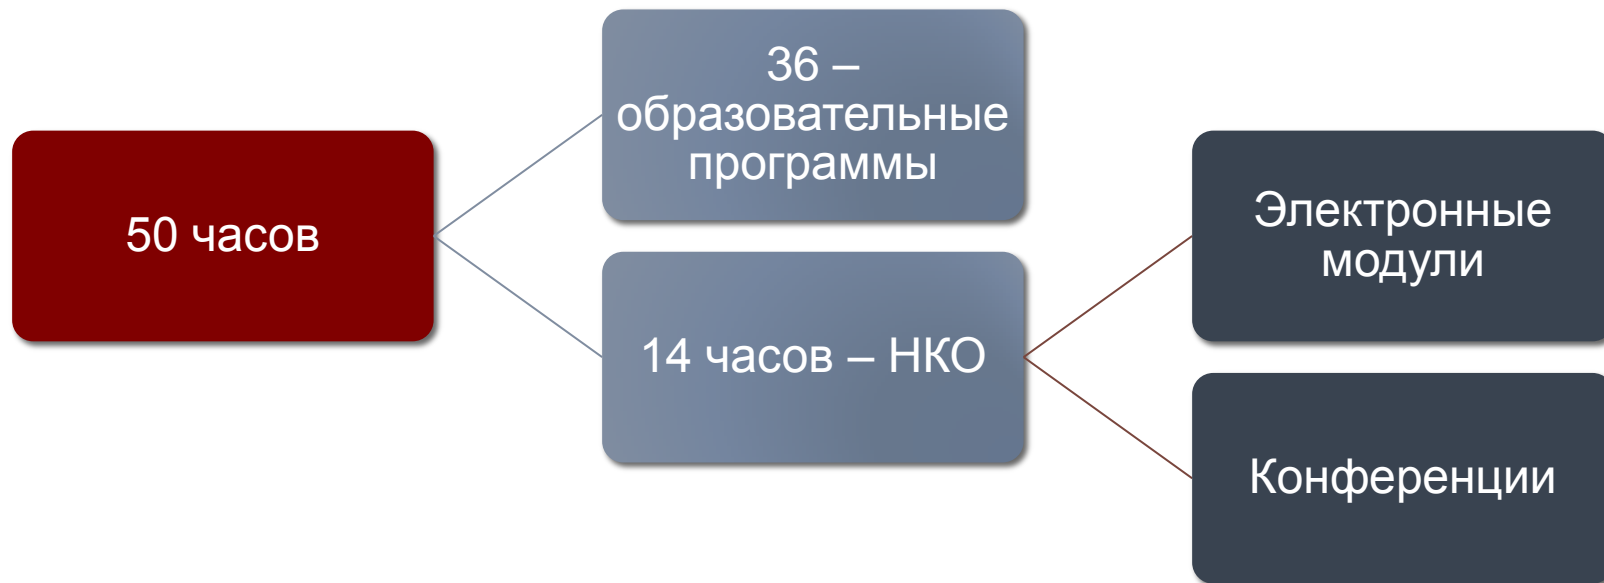 50 часов
36 –
образовательные
программы
14 часов – НКО
Электронные
модули
Конференции